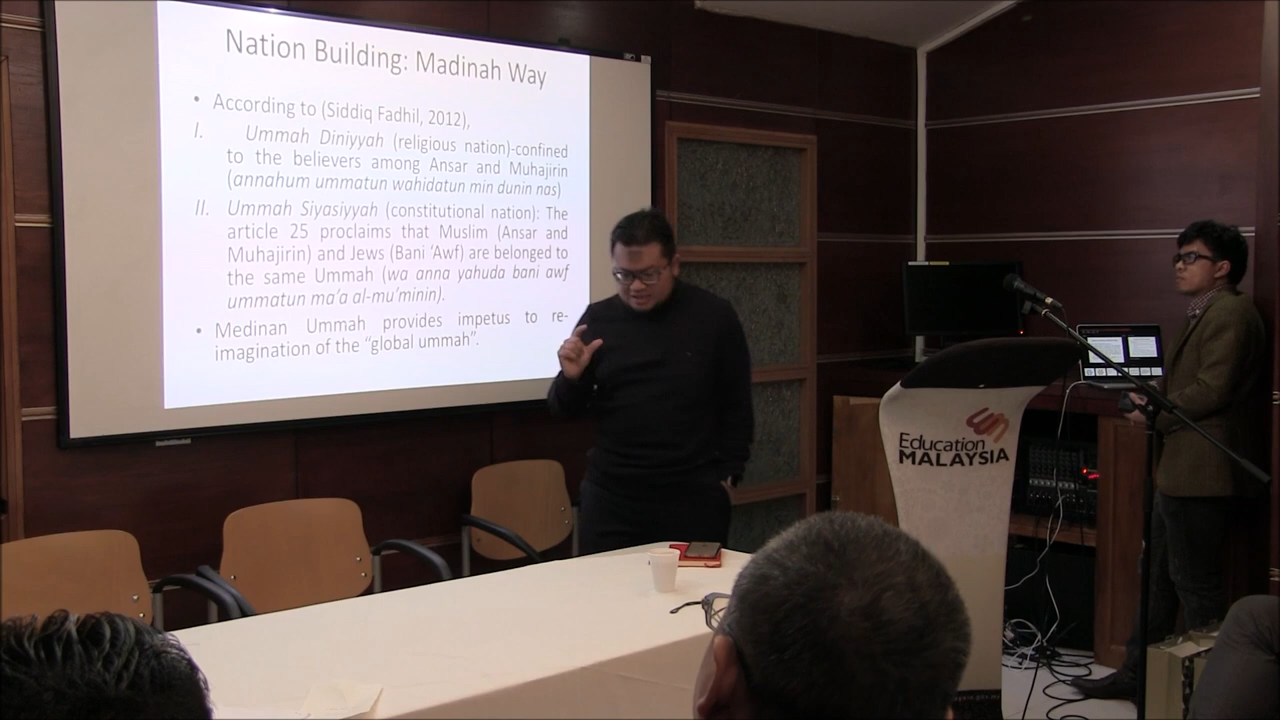 Nation Building: Madinah Way
• According to (Siddiq Fadhil, 2012),
I. Ummah Diniyyah (religious nation)-confined
to the believers among Ansar and Muhajirin
(annahum ummatun wahidatun min dunin nas)
II. Ummah Siyasiyyah (constitutional nation): The
article 25 proclaims that Muslim (Ansar and
Muhajirin) and Jews (Bani ‘Awf) are belonged to
the same Ummah (wa anna yahuda bani awf
ummatun ma’a al-mu’minin).
• Medinan Ummah provides impetus to re-
imagination of the “global ummah”.
Education
MALAYSIA